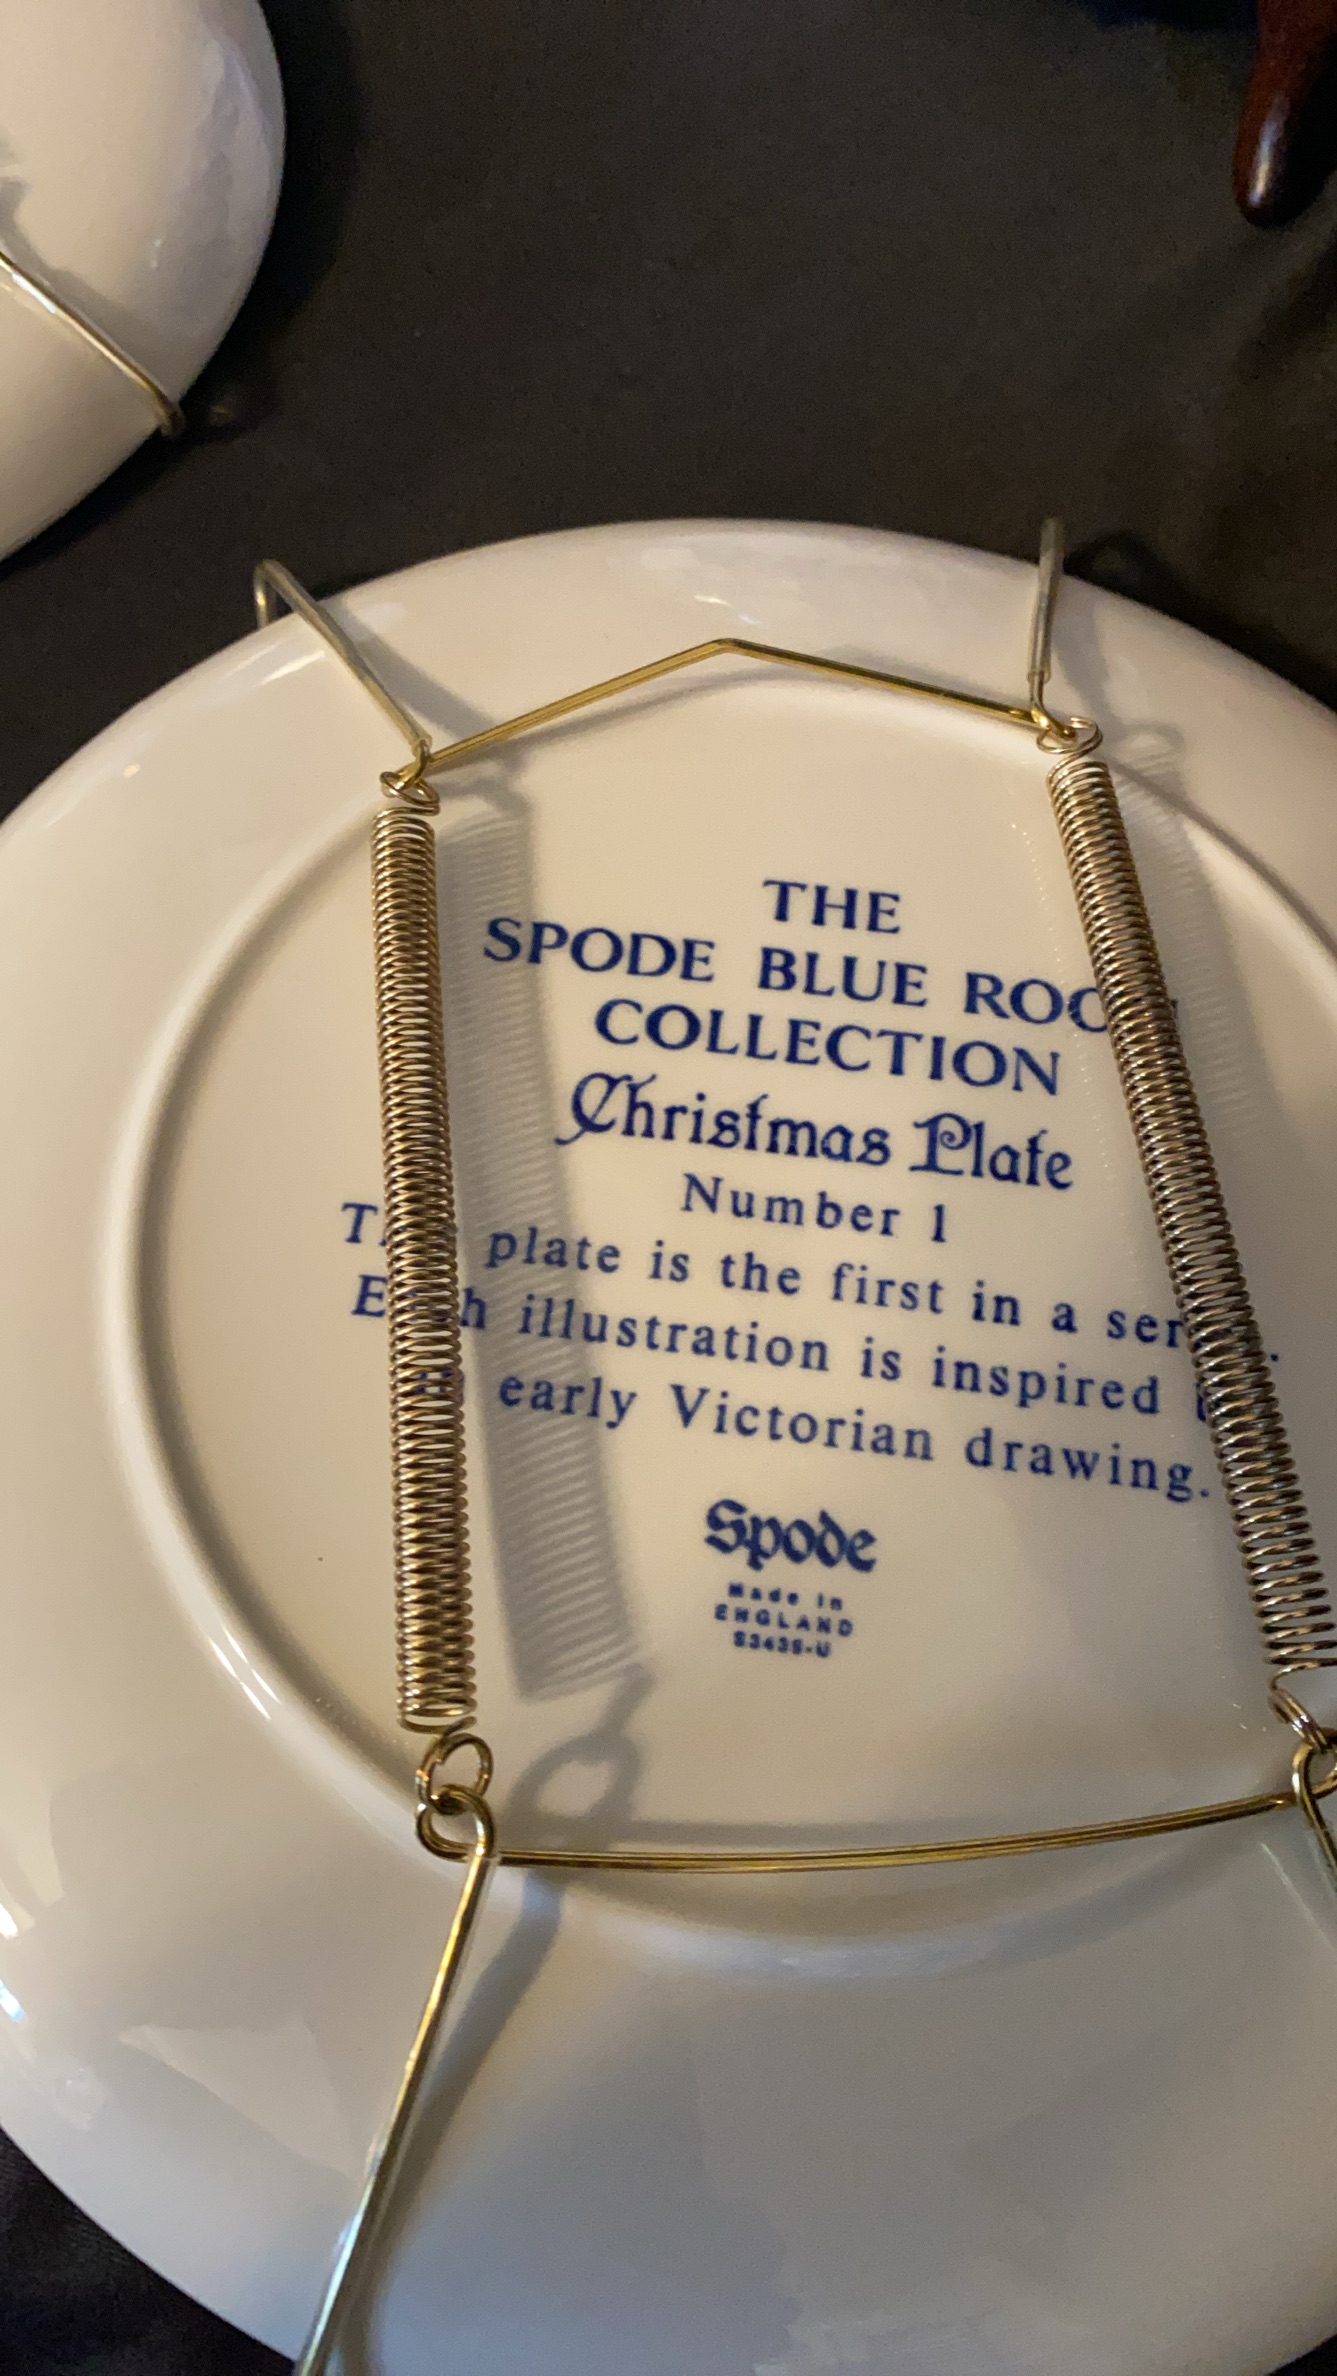 THE
SPODE BLUE ROO
COLLECTION
Christmas Plate
Number 1
plate is the first in a ser
illustration is inspired
early Victorian drawing.
Spode
Made in
ENGLAND